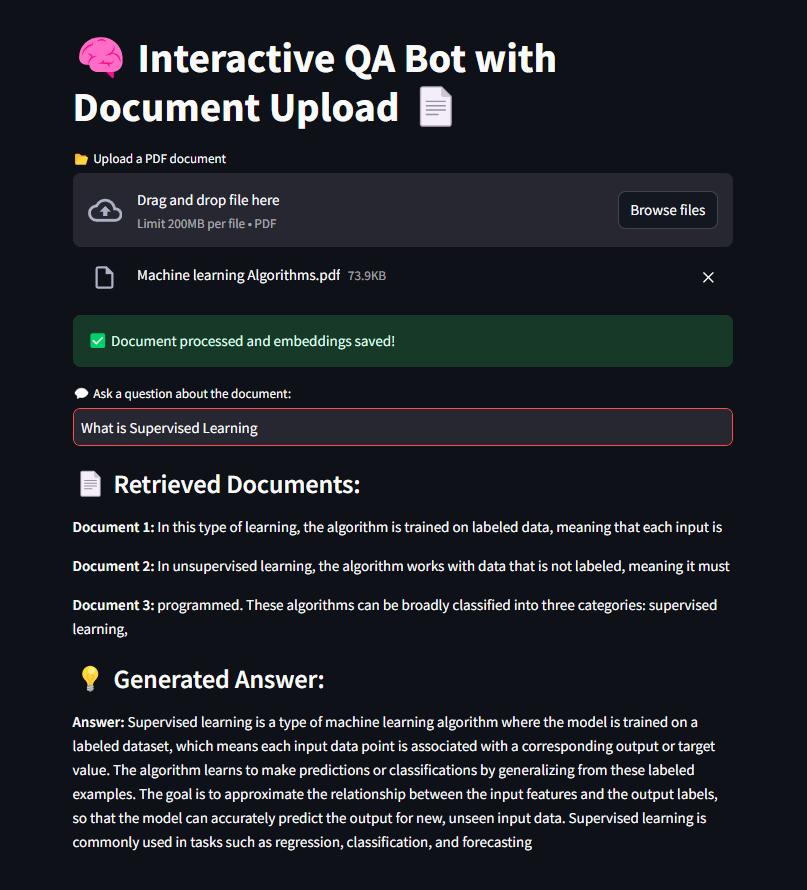 🧠 Interactive QA Bot with
Document Upload 📄
📂 Upload a PDF document
Drag and drop file here
Limit 200MB per file • PDF
Browse files
Machine learning Algorithms.pdf 73.9KB
✅ Document processed and embeddings saved!
💬 Ask a question about the document:
What is Supervised Learning
📄 Retrieved Documents:
Document 1: In this type of learning, the algorithm is trained on labeled data, meaning that each input is
Document 2: In unsupervised learning, the algorithm works with data that is not labeled, meaning it must
Document 3: programmed. These algorithms can be broadly classified into three categories: supervised
learning,
💡 Generated Answer:
Answer: Supervised learning is a type of machine learning algorithm where the model is trained on a
labeled dataset, which means each input data point is associated with a corresponding output or target
value. The algorithm learns to make predictions or classifications by generalizing from these labeled
examples. The goal is to approximate the relationship between the input features and the output labels,
so that the model can accurately predict the output for new, unseen input data. Supervised learning is
commonly used in tasks such as regression, classification, and forecasting